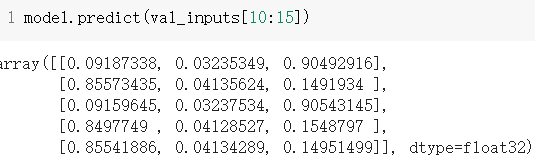 1 model.predict(val_inputs[10:15])
array([[0.09187338, 0.03235349, 0.90492916],
[0.85573435, 0.04135624, 0.1491934 ],
[0.09159645, 0.03237534, 0.90543145],
[0.8497749 , 0.04128527, 0.1548797 ],
[0.85541886, 0.04134289, 0.14951499]], dtype=float32)